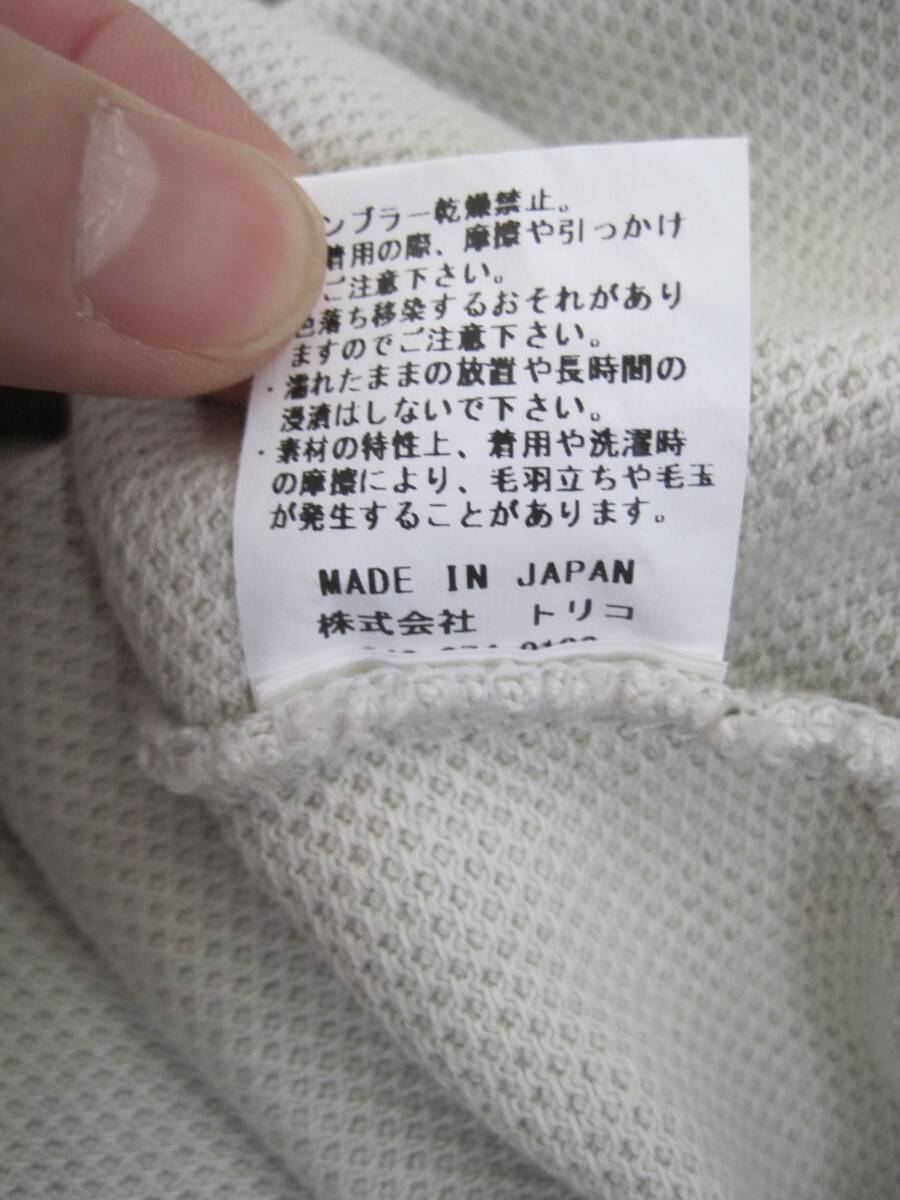 ンブラー乾燥禁止。
着用の際、摩擦や引っかけ
ご注意下さい。
色落ち移染するおそれがあり
ますのでご注意下さい。
・濡れたままの放置や長時間の
浸漬はしないで下さい。
・素材の特性上、着用や洗濯時
の摩擦により、毛羽立ちや毛玉
が発生することがあります。
MADE IN JAPAN
株式会社 トリコ